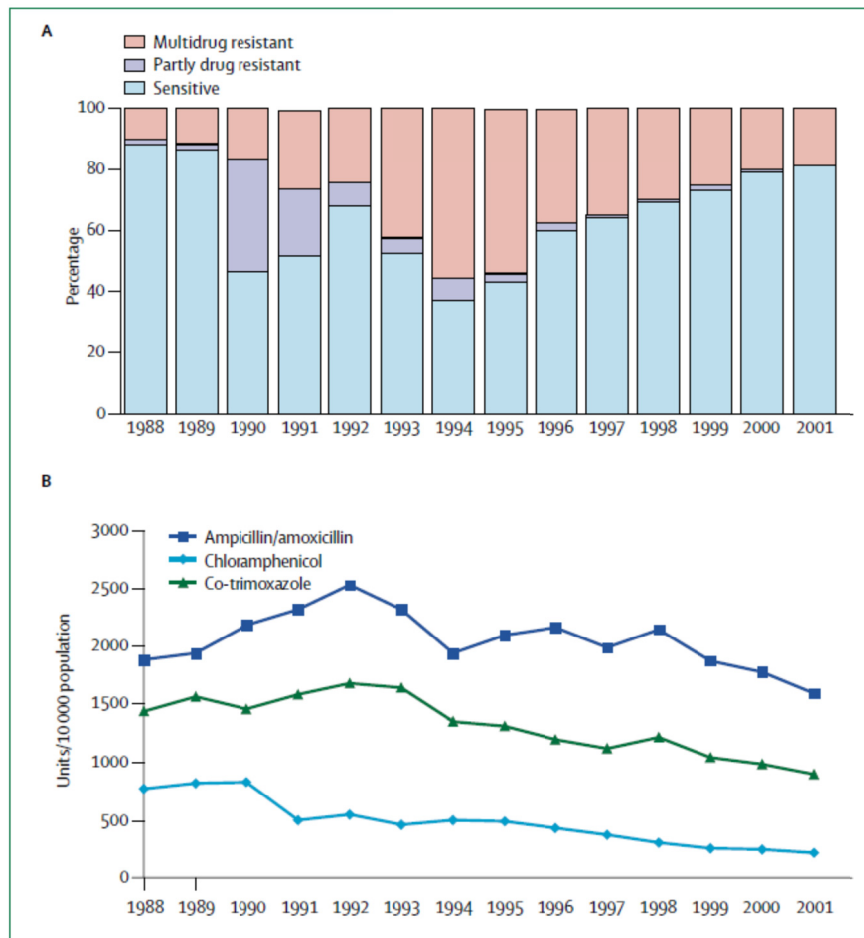 A
Multidrug resistant
Partly drug resistant
Sensitive
100
80
60
40
20
0
Percentage
1988 1989 1990 1991 1992 1993 1994 1995 1996 1997 1998 1999 2000 2001
B
3000
2500
2000
1500
1000
500
0
Units/10 000 population
Ampicillin/amoxicillin
Chloramphenicol
Co-trimoxazole
1988 1989 1990 1991 1992 1993 1994 1995 1996 1997 1998 1999 2000 2001